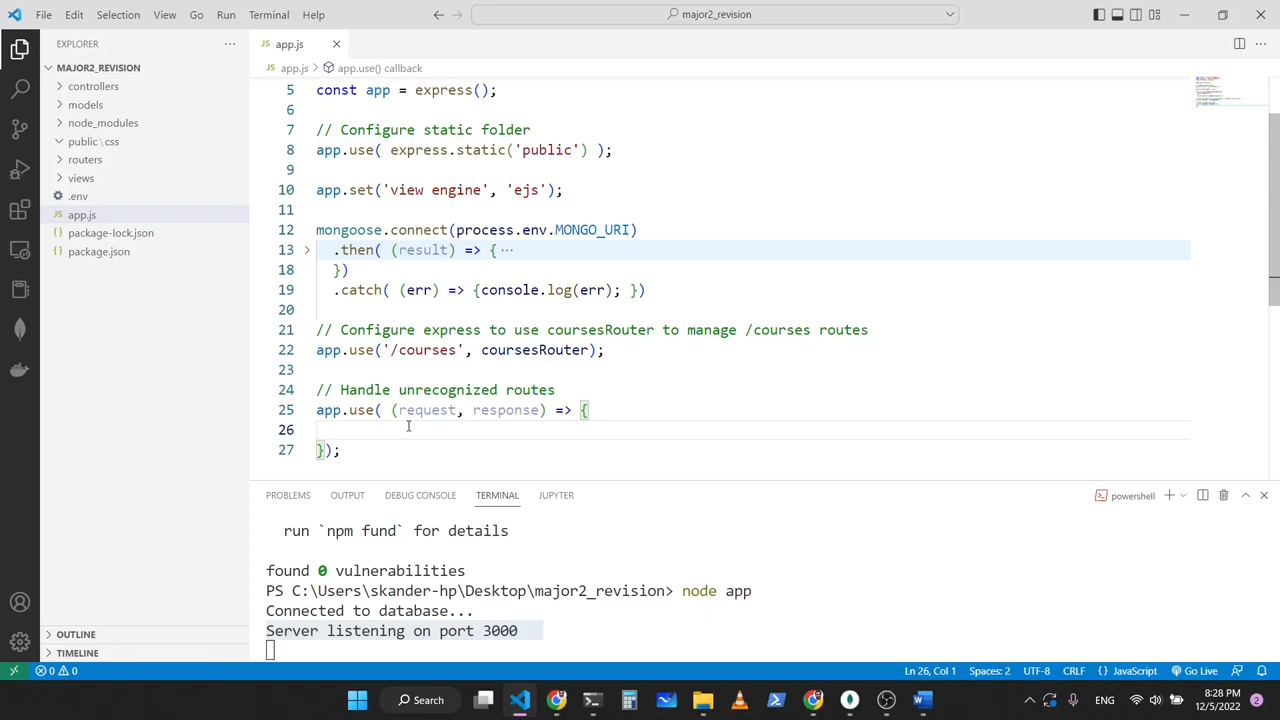 File Edit Selection View Go Run Terminal Help
major2_revision
EXPLORER
app.js
MAJOR2_REVISION
app.js > app.use() callback
controllers
models
node_modules
public\css
routers
views
.env
app.js
package-lock.json
package.json
5 const app = express();
6
7 // Configure static folder
8 app.use( express.static('public') );
9
10 app.set('view engine', 'ejs');
11
12 mongoose.connect(process.env.MONGO_URI)
13 .then( (result) => {···
18 })
19 .catch( (err) => {console.log(err); })
20
21 // Configure express to use coursesRouter to manage /courses routes
22 app.use('/courses', coursesRouter);
23
24 // Handle unrecognized routes
25 app.use( (request, response) => {
26
27 });
PROBLEMS OUTPUT DEBUG CONSOLE TERMINAL JUPYTER
powershell
run `npm fund` for details
found 0 vulnerabilities
PS C:\Users\skander-hp\Desktop\major2_revision> node app
Connected to database...
Server listening on port 3000
OUTLINE
TIMELINE
0 0
Ln 26, Col 1 Spaces: 2 UTF-8 CRLF {} JavaScript Go Live
Search
ENG
8:28 PM
12/5/2022
2